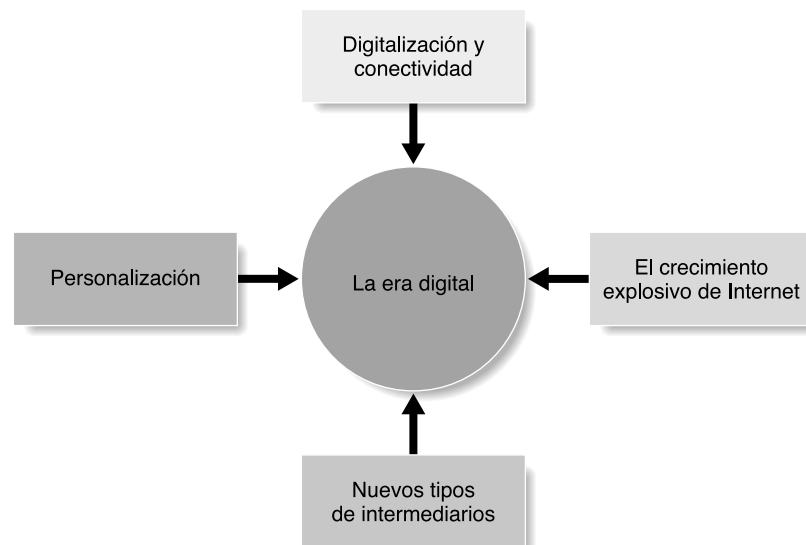 Digitalización y
conectividad
Personalización
La era digital
El crecimiento
explosivo de Internet
Nuevos tipos
de intermediarios